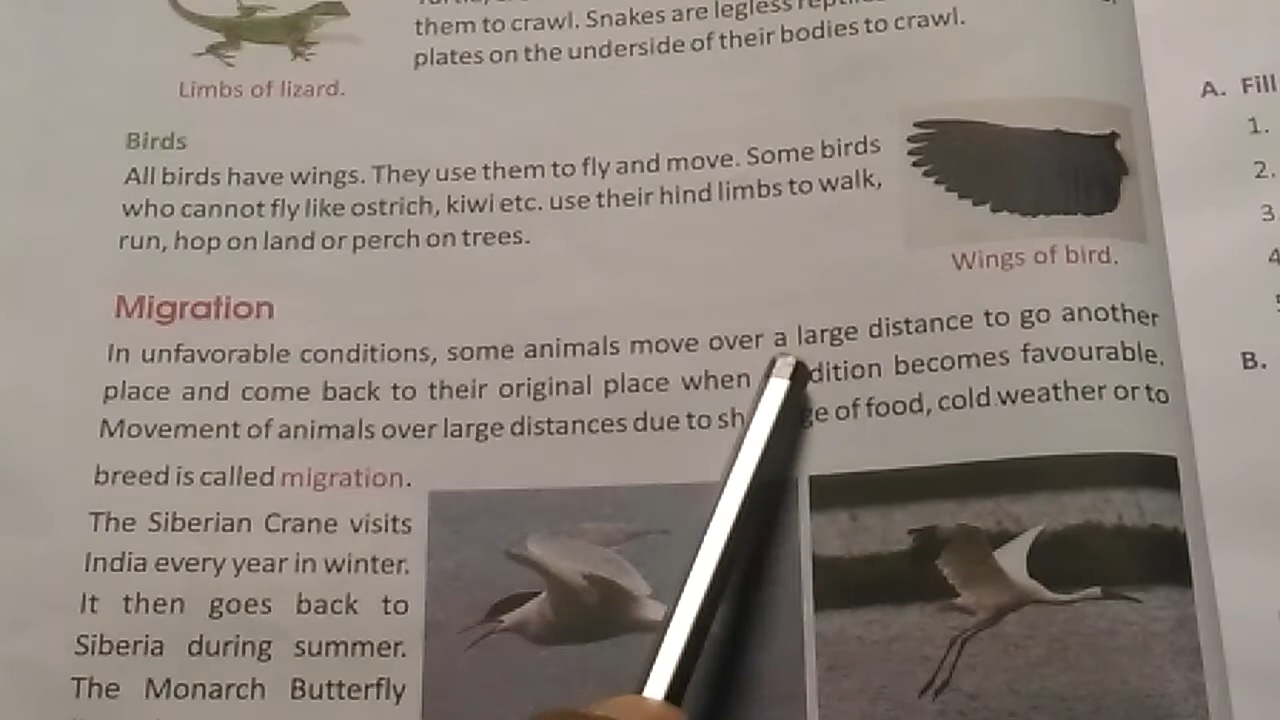 them to crawl. Snakes are legless
plates on the underside of their bodies to crawl.
Limbs of lizard.
Birds
All birds have wings. They use them to fly and move. Some birds
who cannot fly like ostrich, kiwi etc. use their hind limbs to walk,
run, hop on land or perch on trees.
Wings of bird.
Migration
In unfavorable conditions, some animals move over a large distance to go another
place and come back to their original place when becomes favourable.
Movement of animals over large distances due to of food, cold weather or to
breed is called migration.
The Siberian Crane visits
India every year in winter.
It then goes back to
Siberia during summer.
The Monarch Butterfly
A. Fill
1.
2.
3
4
B.